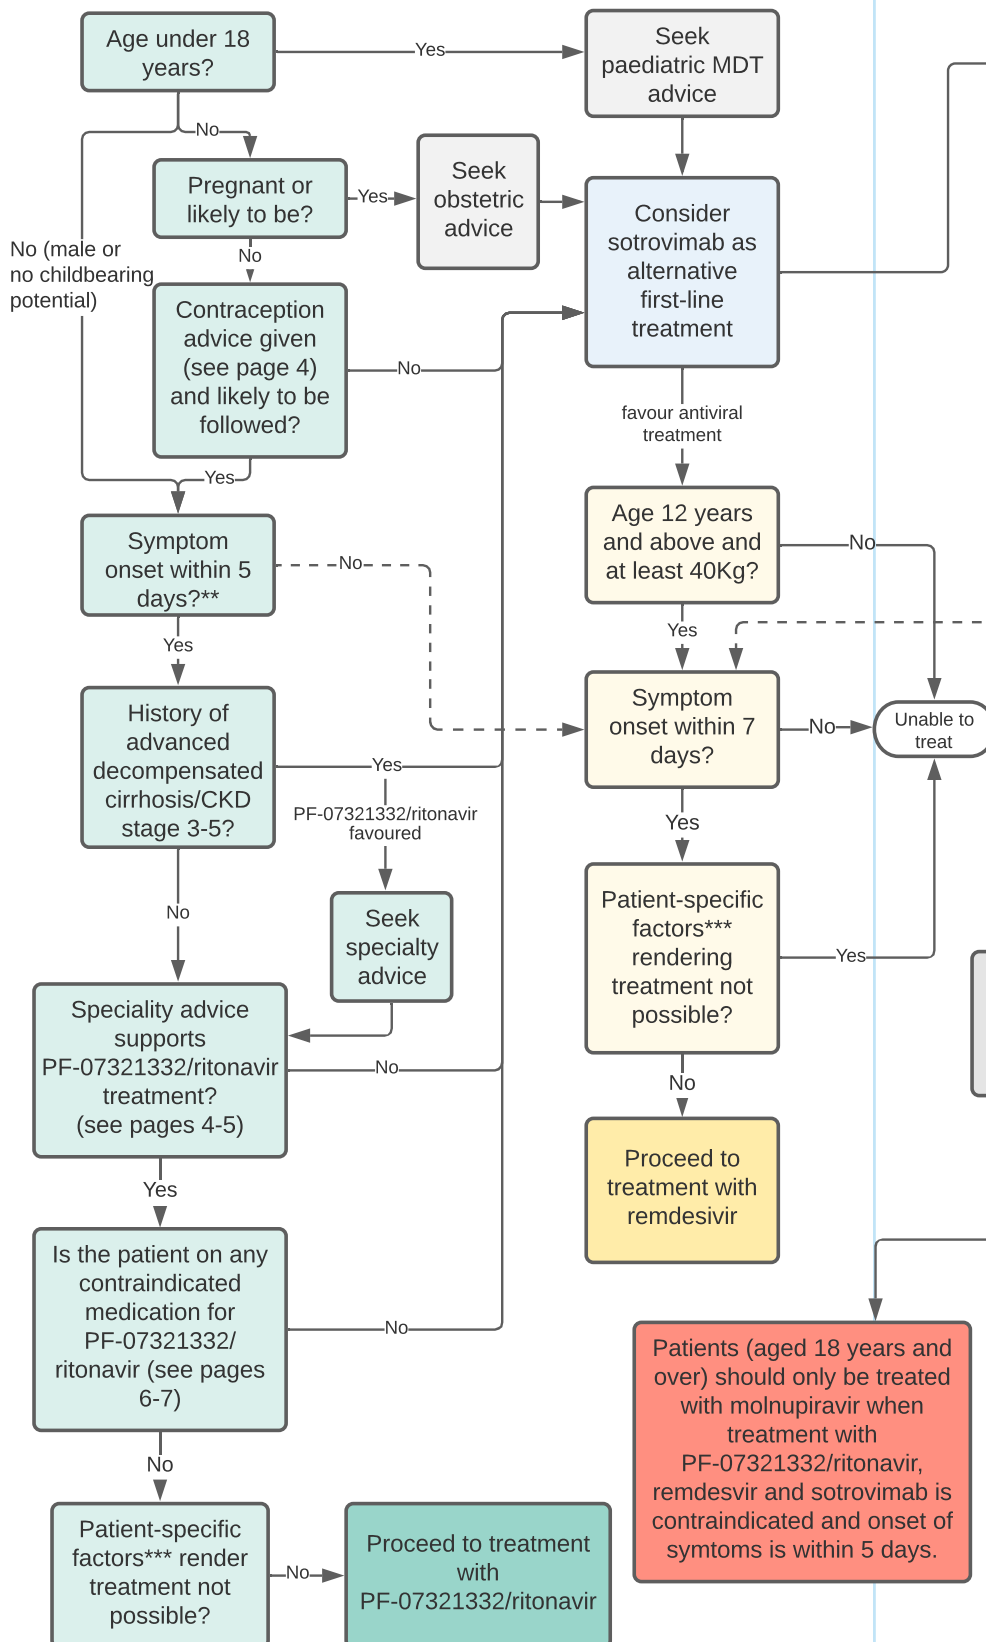 Age under 18
years?
Yes
Seek
paediatric MDT
advice
No
Pregnant or
likely to be?
Yes
Seek
obstetric
advice
Consider
sotrovimab as
alternative
first-line
treatment
No (male or
no childbearing
potential)
No
Contraception
advice given
(see page 4)
and likely to be
followed?
No
Yes
favour antiviral
treatment
Symptom
onset within 5
days?**
No
Age 12 years
and above and
at least 40Kg?
No
Yes
Yes
History of
advanced
decompensated
cirrhosis/CKD
stage 3-5?
Yes
PF-07321332/ritonavir
favoured
Symptom
onset within 7
days?
No
Unable to
treat
Yes
No
Seek
specialty
advice
Patient-specific
factors***
rendering
treatment not
possible?
Yes
Speciality advice
supports
PF-07321332/ritonavir
treatment?
(see pages 4-5)
No
No
Proceed to
treatment with
remdesivir
Yes
Is the patient on any
contraindicated
medication for
PF-07321332/
ritonavir (see pages
6-7)
No
Patients (aged 18 years and
over) should only be treated
with molnupiravir when
treatment with
PF-07321332/ritonavir,
remdesvir and sotrovimab is
contraindicated and onset of
symtoms is within 5 days.
No
Patient-specific
factors*** render
treatment not
possible?
No
Proceed to treatment
with
PF-07321332/ritonavir